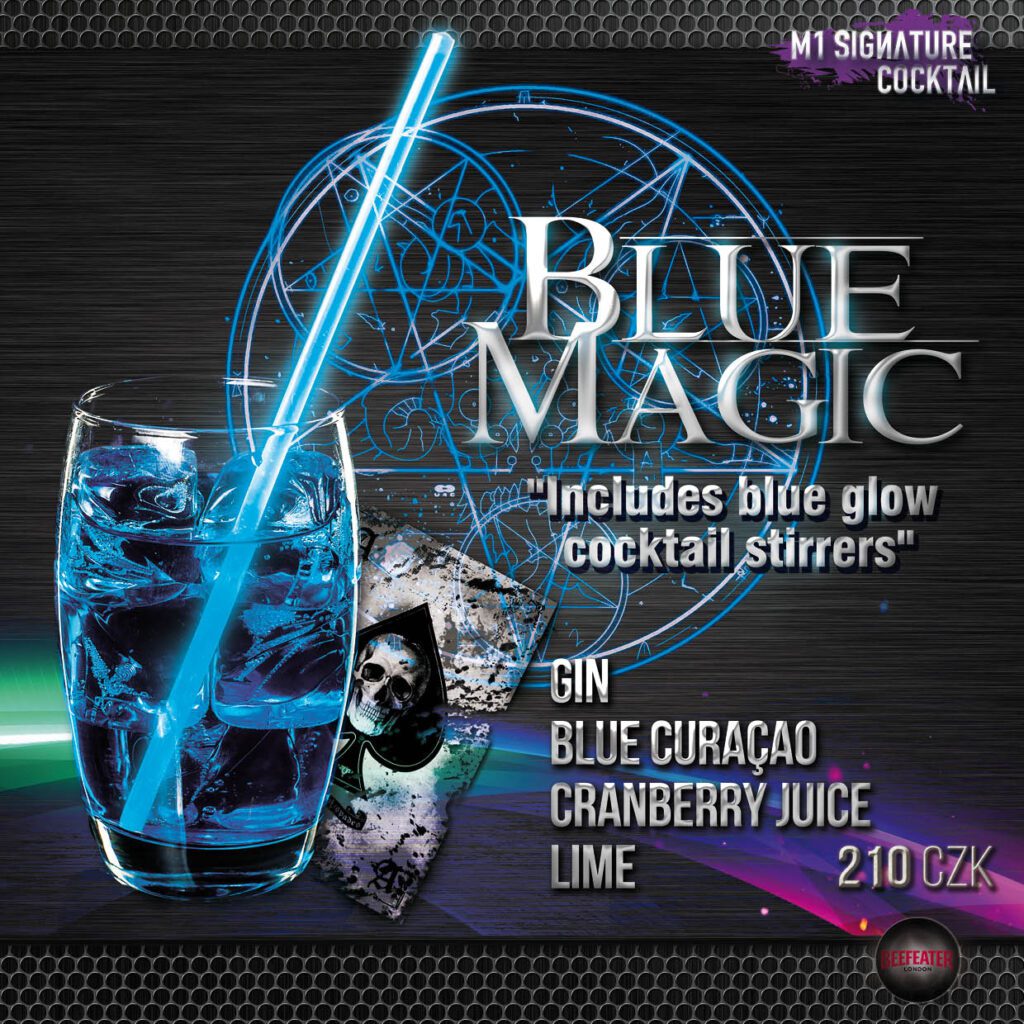 M1 SIGNATURE
COCKTAIL
BLUE
MAGIC
"Includes blue glow
cocktail stirrers"
GIN
BLUE CURAÇAO
CRANBERRY JUICE
LIME
210 CZK
BEEFEATER
LONDON